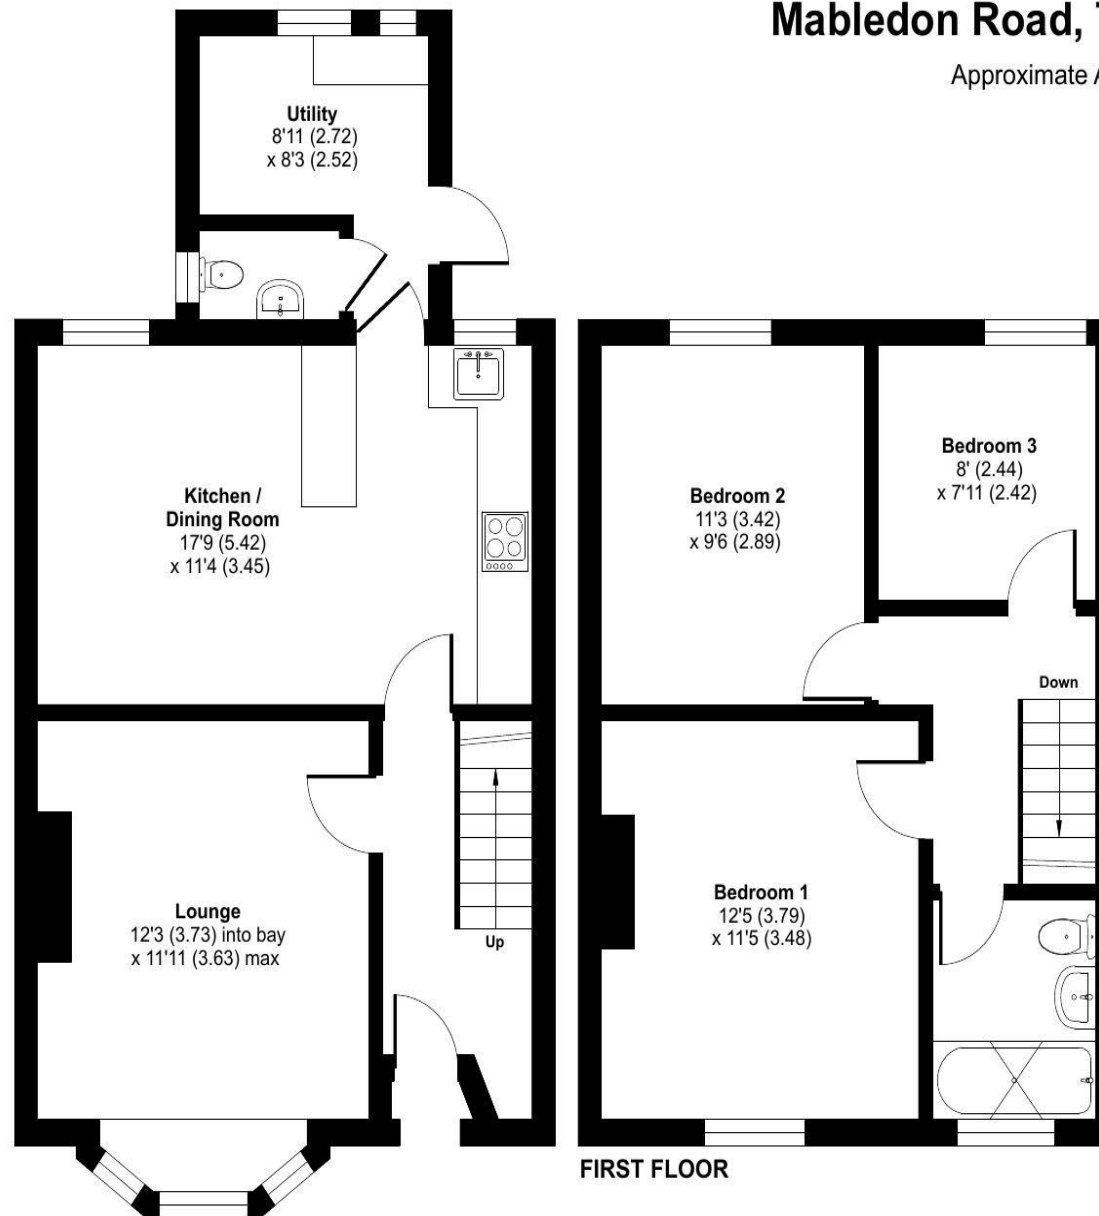 Mabledon Road,
Approximate
Utility
8'11 (2.72)
x 8'3 (2.52)
Kitchen /
Dining Room
17'9 (5.42)
x 11'4 (3.45)
Bedroom 2
11'3 (3.42)
x 9'6 (2.89)
Bedroom 3
8' (2.44)
x 7'11 (2.42)
Down
Lounge
12'3 (3.73) into bay
x 11'11 (3.63) max
Up
Bedroom 1
12'5 (3.79)
x 11'5 (3.48)
FIRST FLOOR